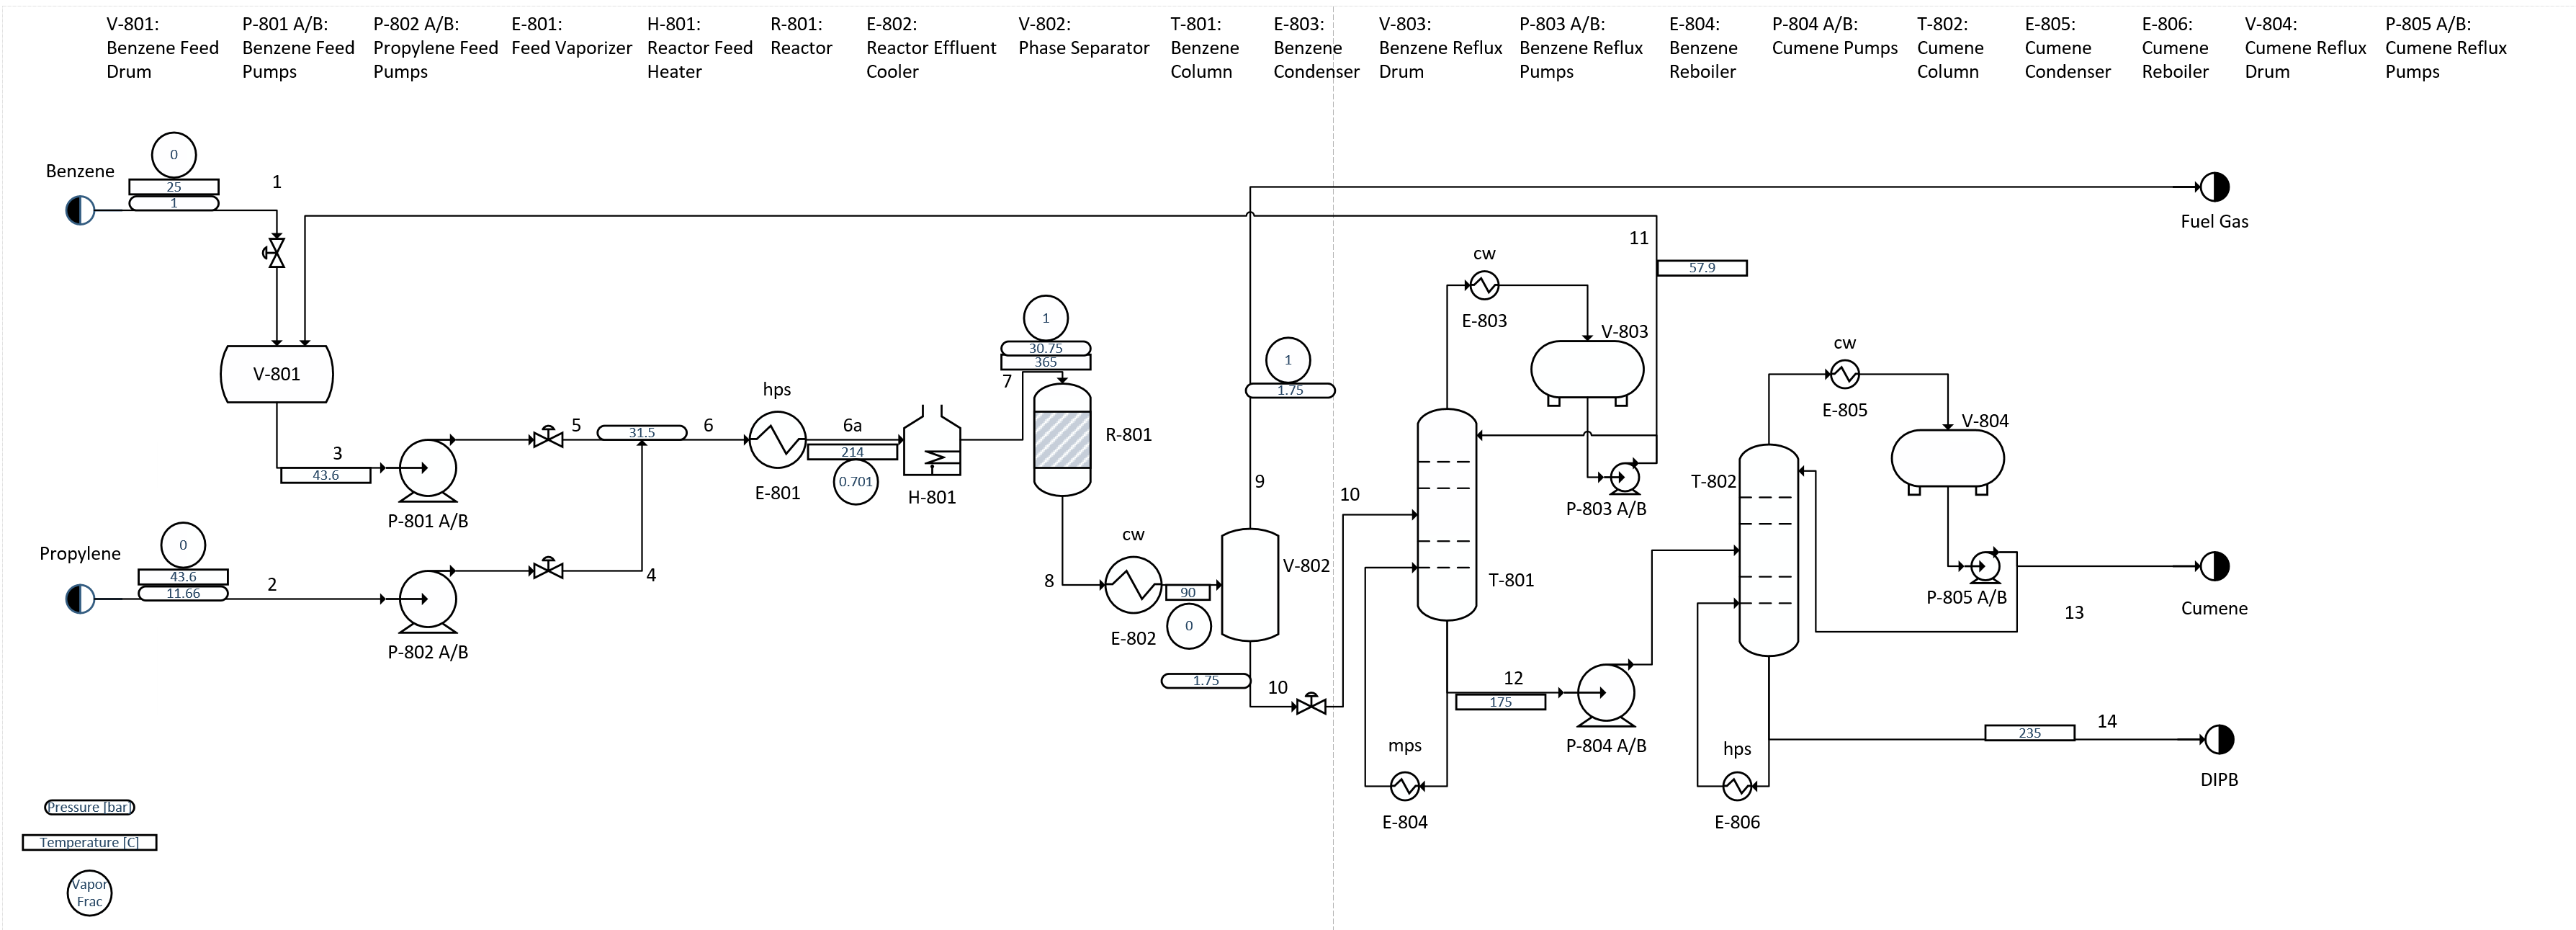 V-801:
Benzene Feed
Drum
P-801 A/B:
Benzene Feed
Pumps
P-802 A/B:
Propylene Feed
Pumps
E-801:
Feed Vaporizer
H-801:
Reactor Feed
Heater
R-801:
Reactor
E-802:
Reactor Effluent
Cooler
V-802:
Phase Separator
T-801:
Benzene
Column
E-803:
Benzene
Condenser
V-803:
Benzene Reflux
Drum
P-803 A/B:
Benzene Reflux
Pumps
E-804:
Benzene
Reboiler
P-804 A/B:
Cumene Pumps
T-802:
Cumene
Column
E-805:
Cumene
Condenser
E-806:
Cumene
Reboiler
V-804:
Cumene Reflux
Drum
P-805 A/B:
Cumene Reflux
Pumps
0
Benzene
25
1
1
Fuel Gas
11
57.9
cw
E-803
V-803
1
30.75
365
7
1
1.75
V-801
hps
5
31.5
6
6a
214
0.701
E-801
H-801
R-801
3
43.6
P-801 A/B
cw
E-805
V-804
T-802
9
10
P-803 A/B
0
Propylene
43.6
11.66
2
4
P-802 A/B
8
cw
90
0
E-802
V-802
T-801
P-805 A/B
13
Cumene
1.75
10
12
175
P-804 A/B
mps
E-804
hps
E-806
235
14
DIPB
Pressure [bar]
Temperature [C]
Vapor
Frac